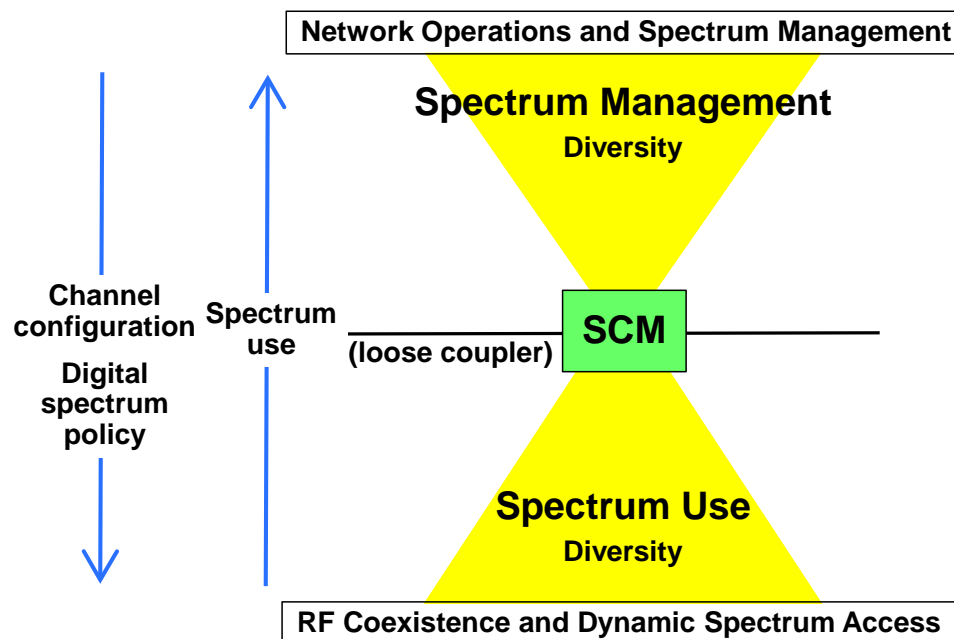 Network Operations and Spectrum Management
Spectrum Management
Diversity
Channel
configuration
Digital
spectrum
policy
Spectrum
use
(loose coupler)
SCM
Spectrum Use
Diversity
RF Coexistence and Dynamic Spectrum Access